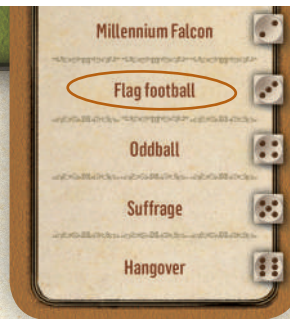 Millennium Falcon
Flag football
Oddball
Suffrage
Hangover